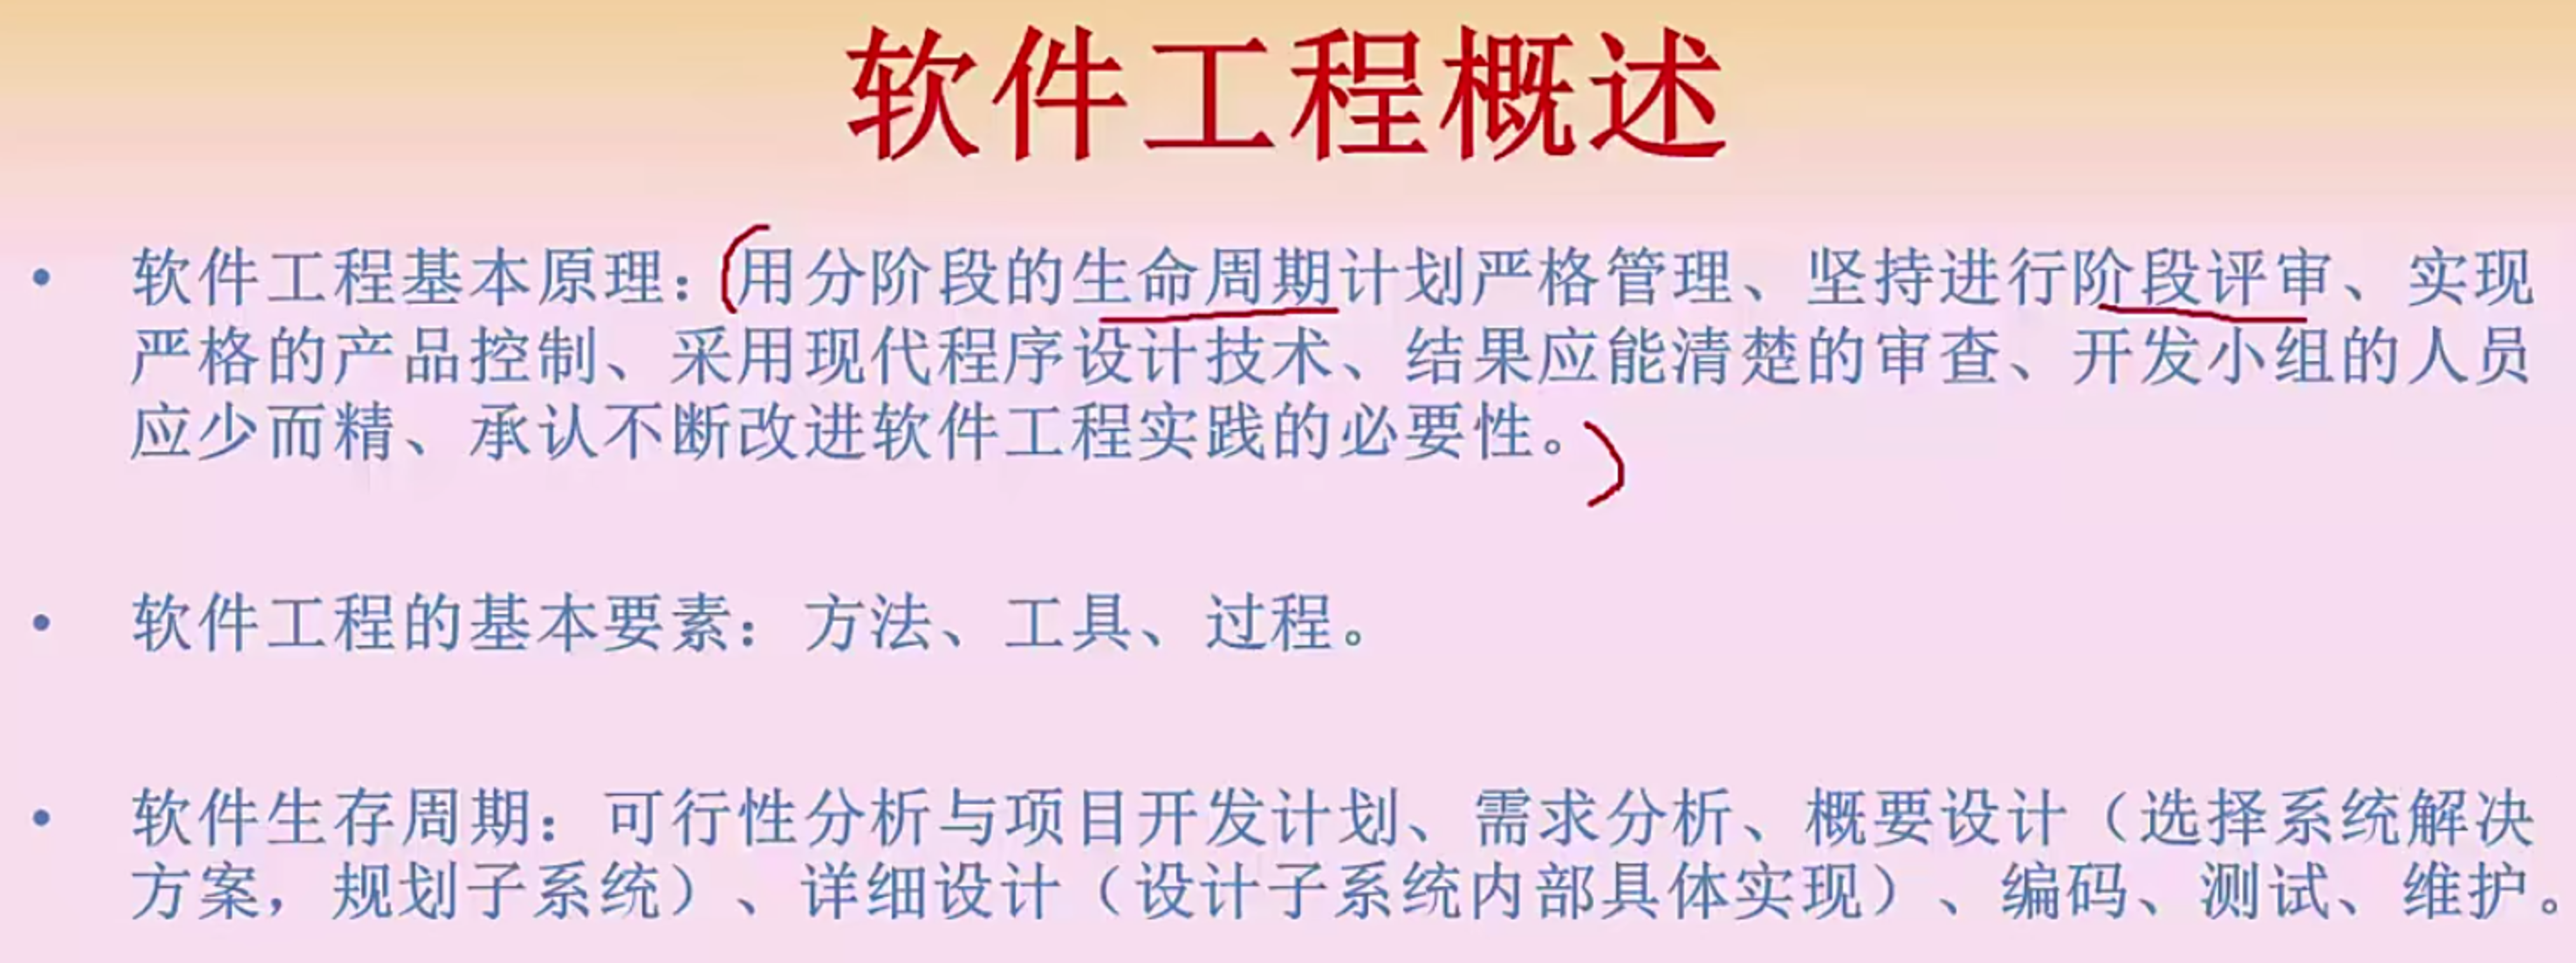 软件工程概述
• 软件工程基本原理：用分阶段的生命周期计划严格管理、坚持进行阶段评审、实现
严格的产品控制、采用现代程序设计技术、结果应能清楚的审查、开发小组的人员
应少而精、承认不断改进软件工程实践的必要性。
• 软件工程的基本要素：方法、工具、过程。
• 软件生存周期：可行性分析与项目开发计划、需求分析、概要设计（选择系统解决
方案，规划子系统）、详细设计（设计子系统内部具体实现）、编码、测试、维护。